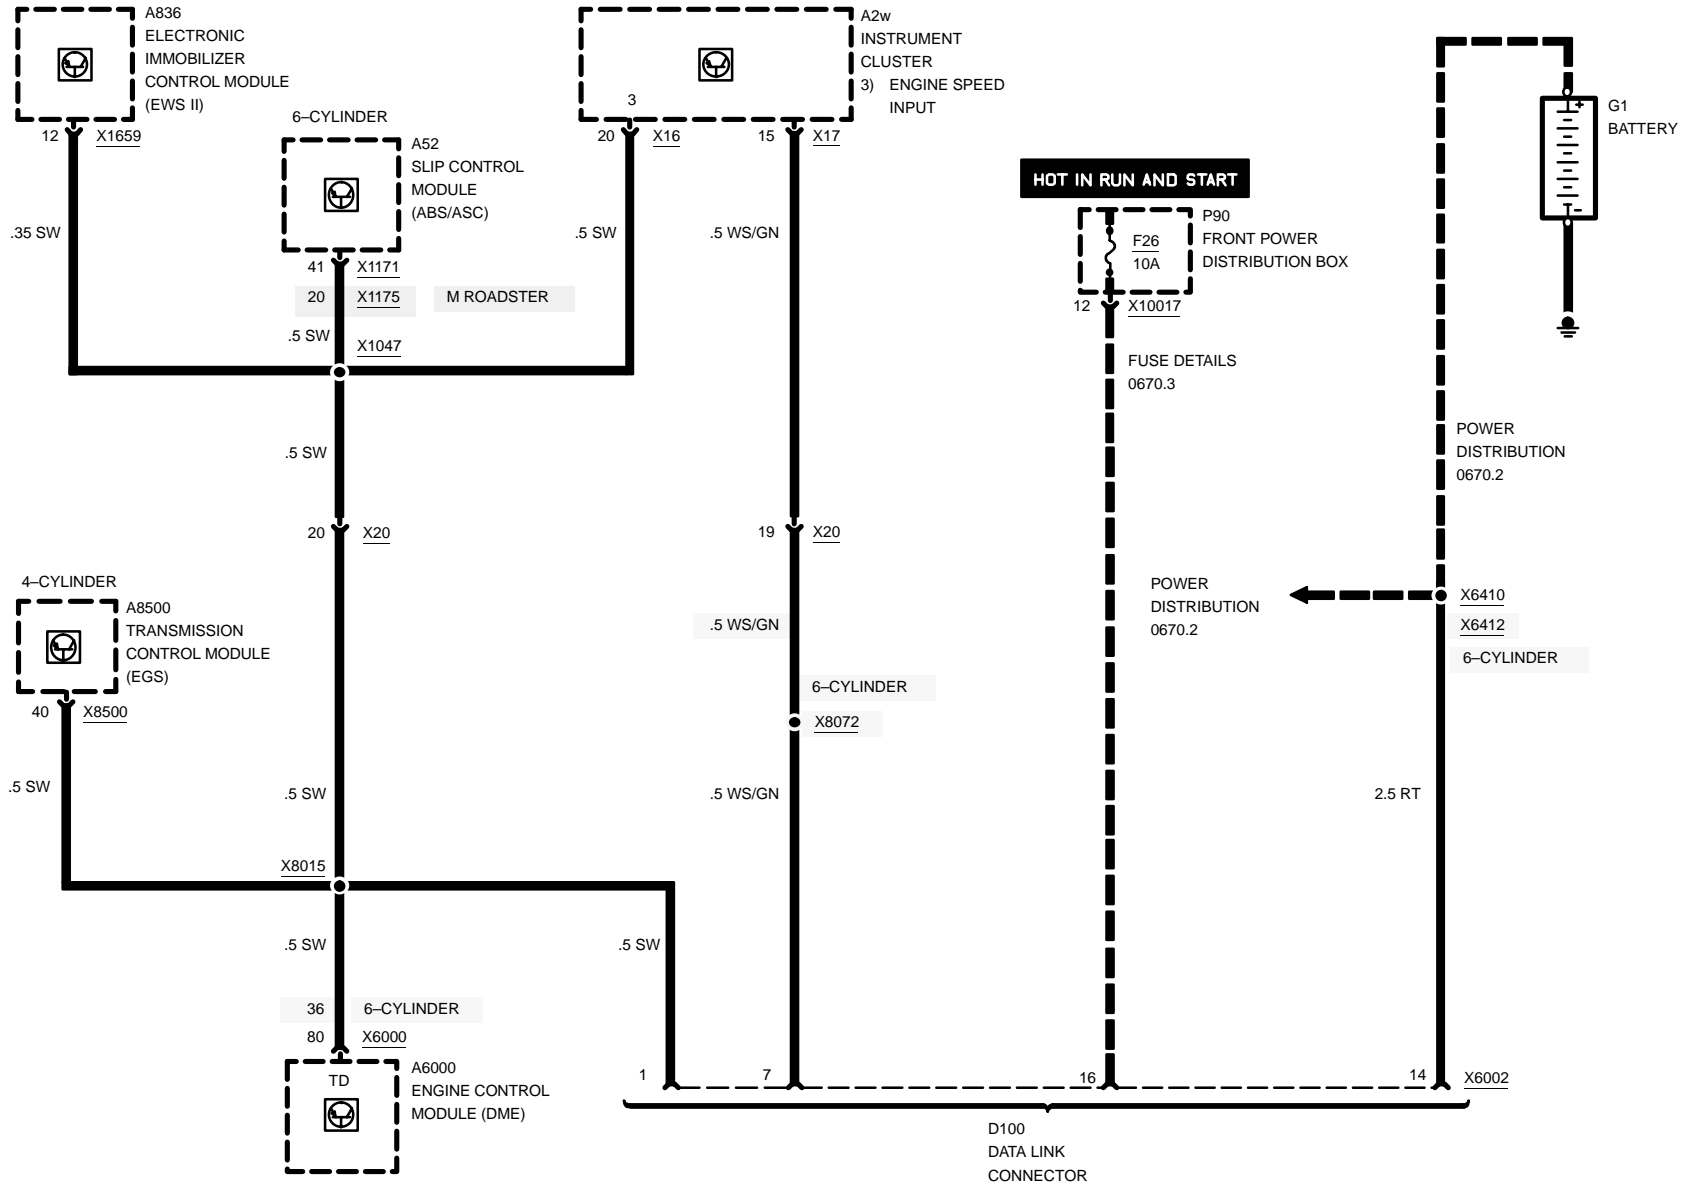 A836
ELECTRONIC
IMMOBILIZER
CONTROL MODULE
(EWS II)
12
X1659
.35 SW
6–CYLINDER
A52
SLIP CONTROL
MODULE
(ABS/ASC)
41
X1171
20
X1175
M ROADSTER
.5 SW
X1047
A2w
INSTRUMENT
CLUSTER
3) ENGINE SPEED
INPUT
3
20
X16
15
X17
.5 SW
.5 WS/GN
HOT IN RUN AND START
P90
FRONT POWER
DISTRIBUTION BOX
F26
10A
12
X10017
FUSE DETAILS
0670.3
+
G1
BATTERY
–
POWER
DISTRIBUTION
0670.2
.5 SW
20
X20
19
X20
4–CYLINDER
A8500
TRANSMISSION
CONTROL MODULE
(EGS)
40
X8500
.5 SW
.5 SW
.5 WS/GN
6–CYLINDER
X8072
.5 WS/GN
POWER
DISTRIBUTION
0670.2
X6410
X6412
6–CYLINDER
2.5 RT
X8015
.5 SW
.5 SW
36
6–CYLINDER
80
X6000
TD
A6000
ENGINE CONTROL
MODULE (DME)
1
7
16
14
X6002
D100
DATA LINK
CONNECTOR